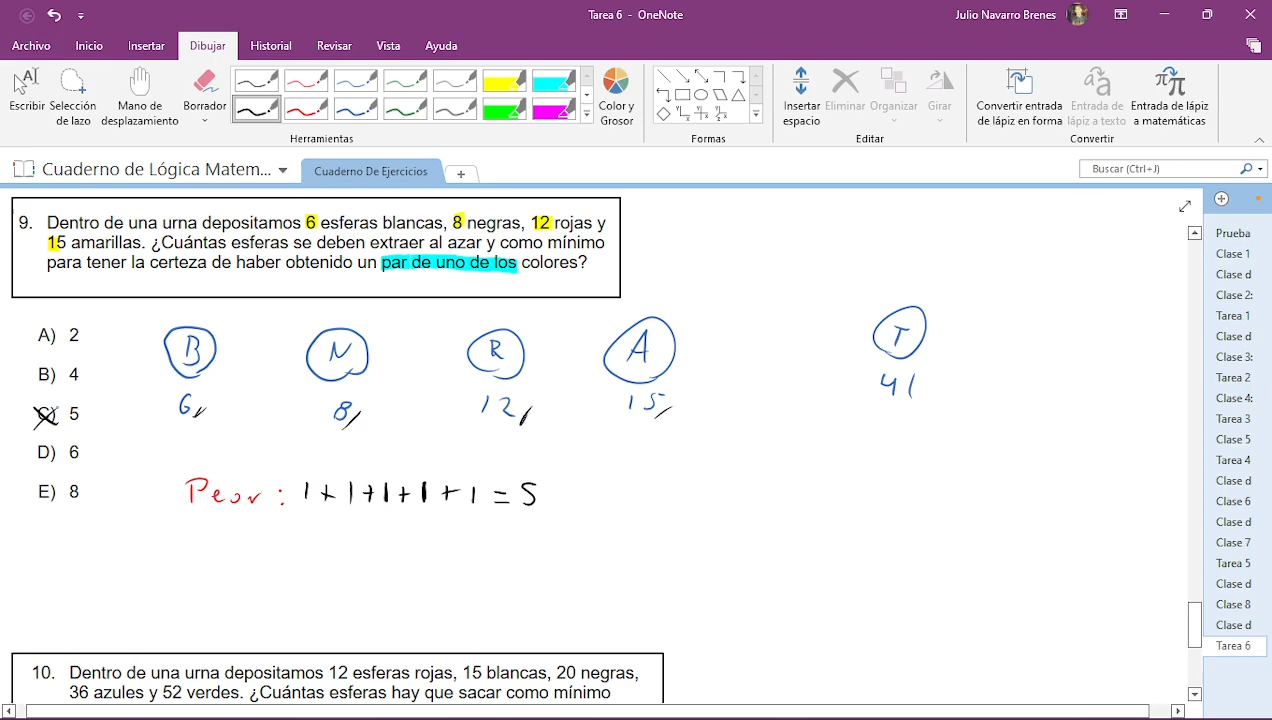 Tarea 6 - OneNote
Julio Navarro Brenes
Archivo Inicio Insertar Dibujar Historial Revisar Vista Ayuda
Escribir
Selección de lazo
Mano de desplazamiento
Borrador
Color y Grosor
Insertar espacio
Eliminar
Organizar
Girar
Convertir entrada de lápiz en forma
Entrada de lápiz a texto
Entrada de lápiz a matemáticas
Herramientas
Formas
Editar
Convertir
Cuaderno de Lógica Matem...
Cuaderno De Ejercicios
Buscar (Ctrl+J)
9. Dentro de una urna depositamos 6 esferas blancas, 8 negras, 12 rojas y
15 amarillas. ¿Cuántas esferas se deben extraer al azar y como mínimo
para tener la certeza de haber obtenido un par de uno de los colores?
A) 2
B) 4
C) 5
D) 6
E) 8
B N R A T
6 8 12 15 41
Peor: 1+1+1+1+1=5
10. Dentro de una urna depositamos 12 esferas rojas, 15 blancas, 20 negras,
36 azules y 52 verdes. ¿Cuántas esferas hay que sacar como mínimo
Prueba
Clase 1
Clase d
Clase 2:
Tarea 1
Clase d
Clase 3:
Tarea 2
Clase 4:
Tarea 3
Clase 5
Tarea 4
Clase d
Clase 6
Clase d
Clase 7
Tarea 5
Clase d
Clase 8
Clase d
Tarea 6